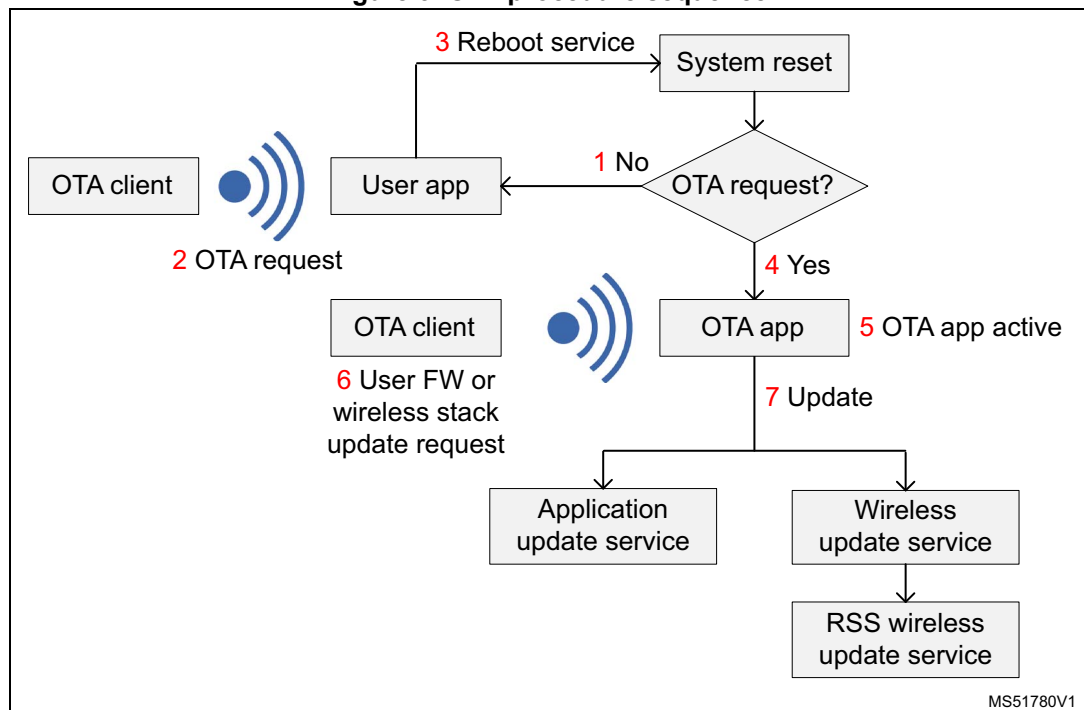 3 Reboot service
System reset
1 No
OTA client
User app
OTA request?
2 OTA request
4 Yes
OTA client
OTA app
5 OTA app active
6 User FW or
wireless stack
update request
7 Update
Application
update service
Wireless
update service
RSS wireless
update service
MS51780V1